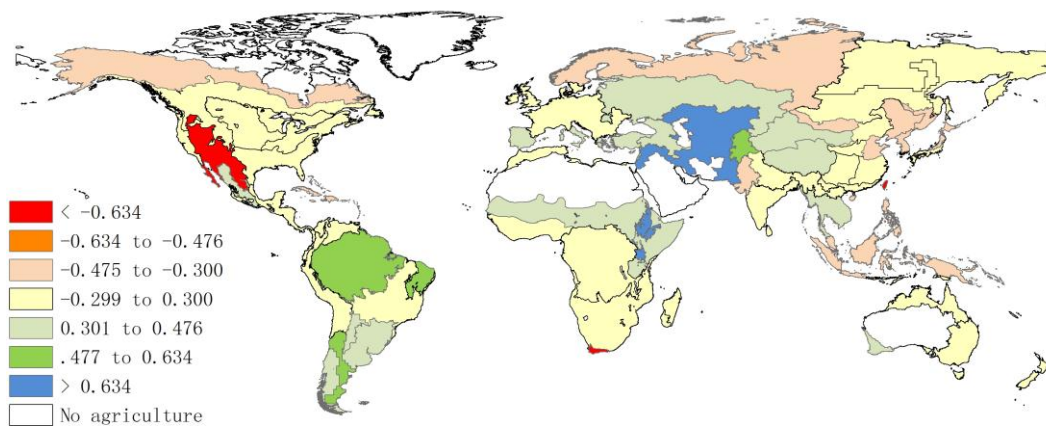 < -0.634
-0.634 to -0.476
-0.475 to -0.300
-0.299 to 0.300
0.301 to 0.476
.477 to 0.634
> 0.634
No agriculture